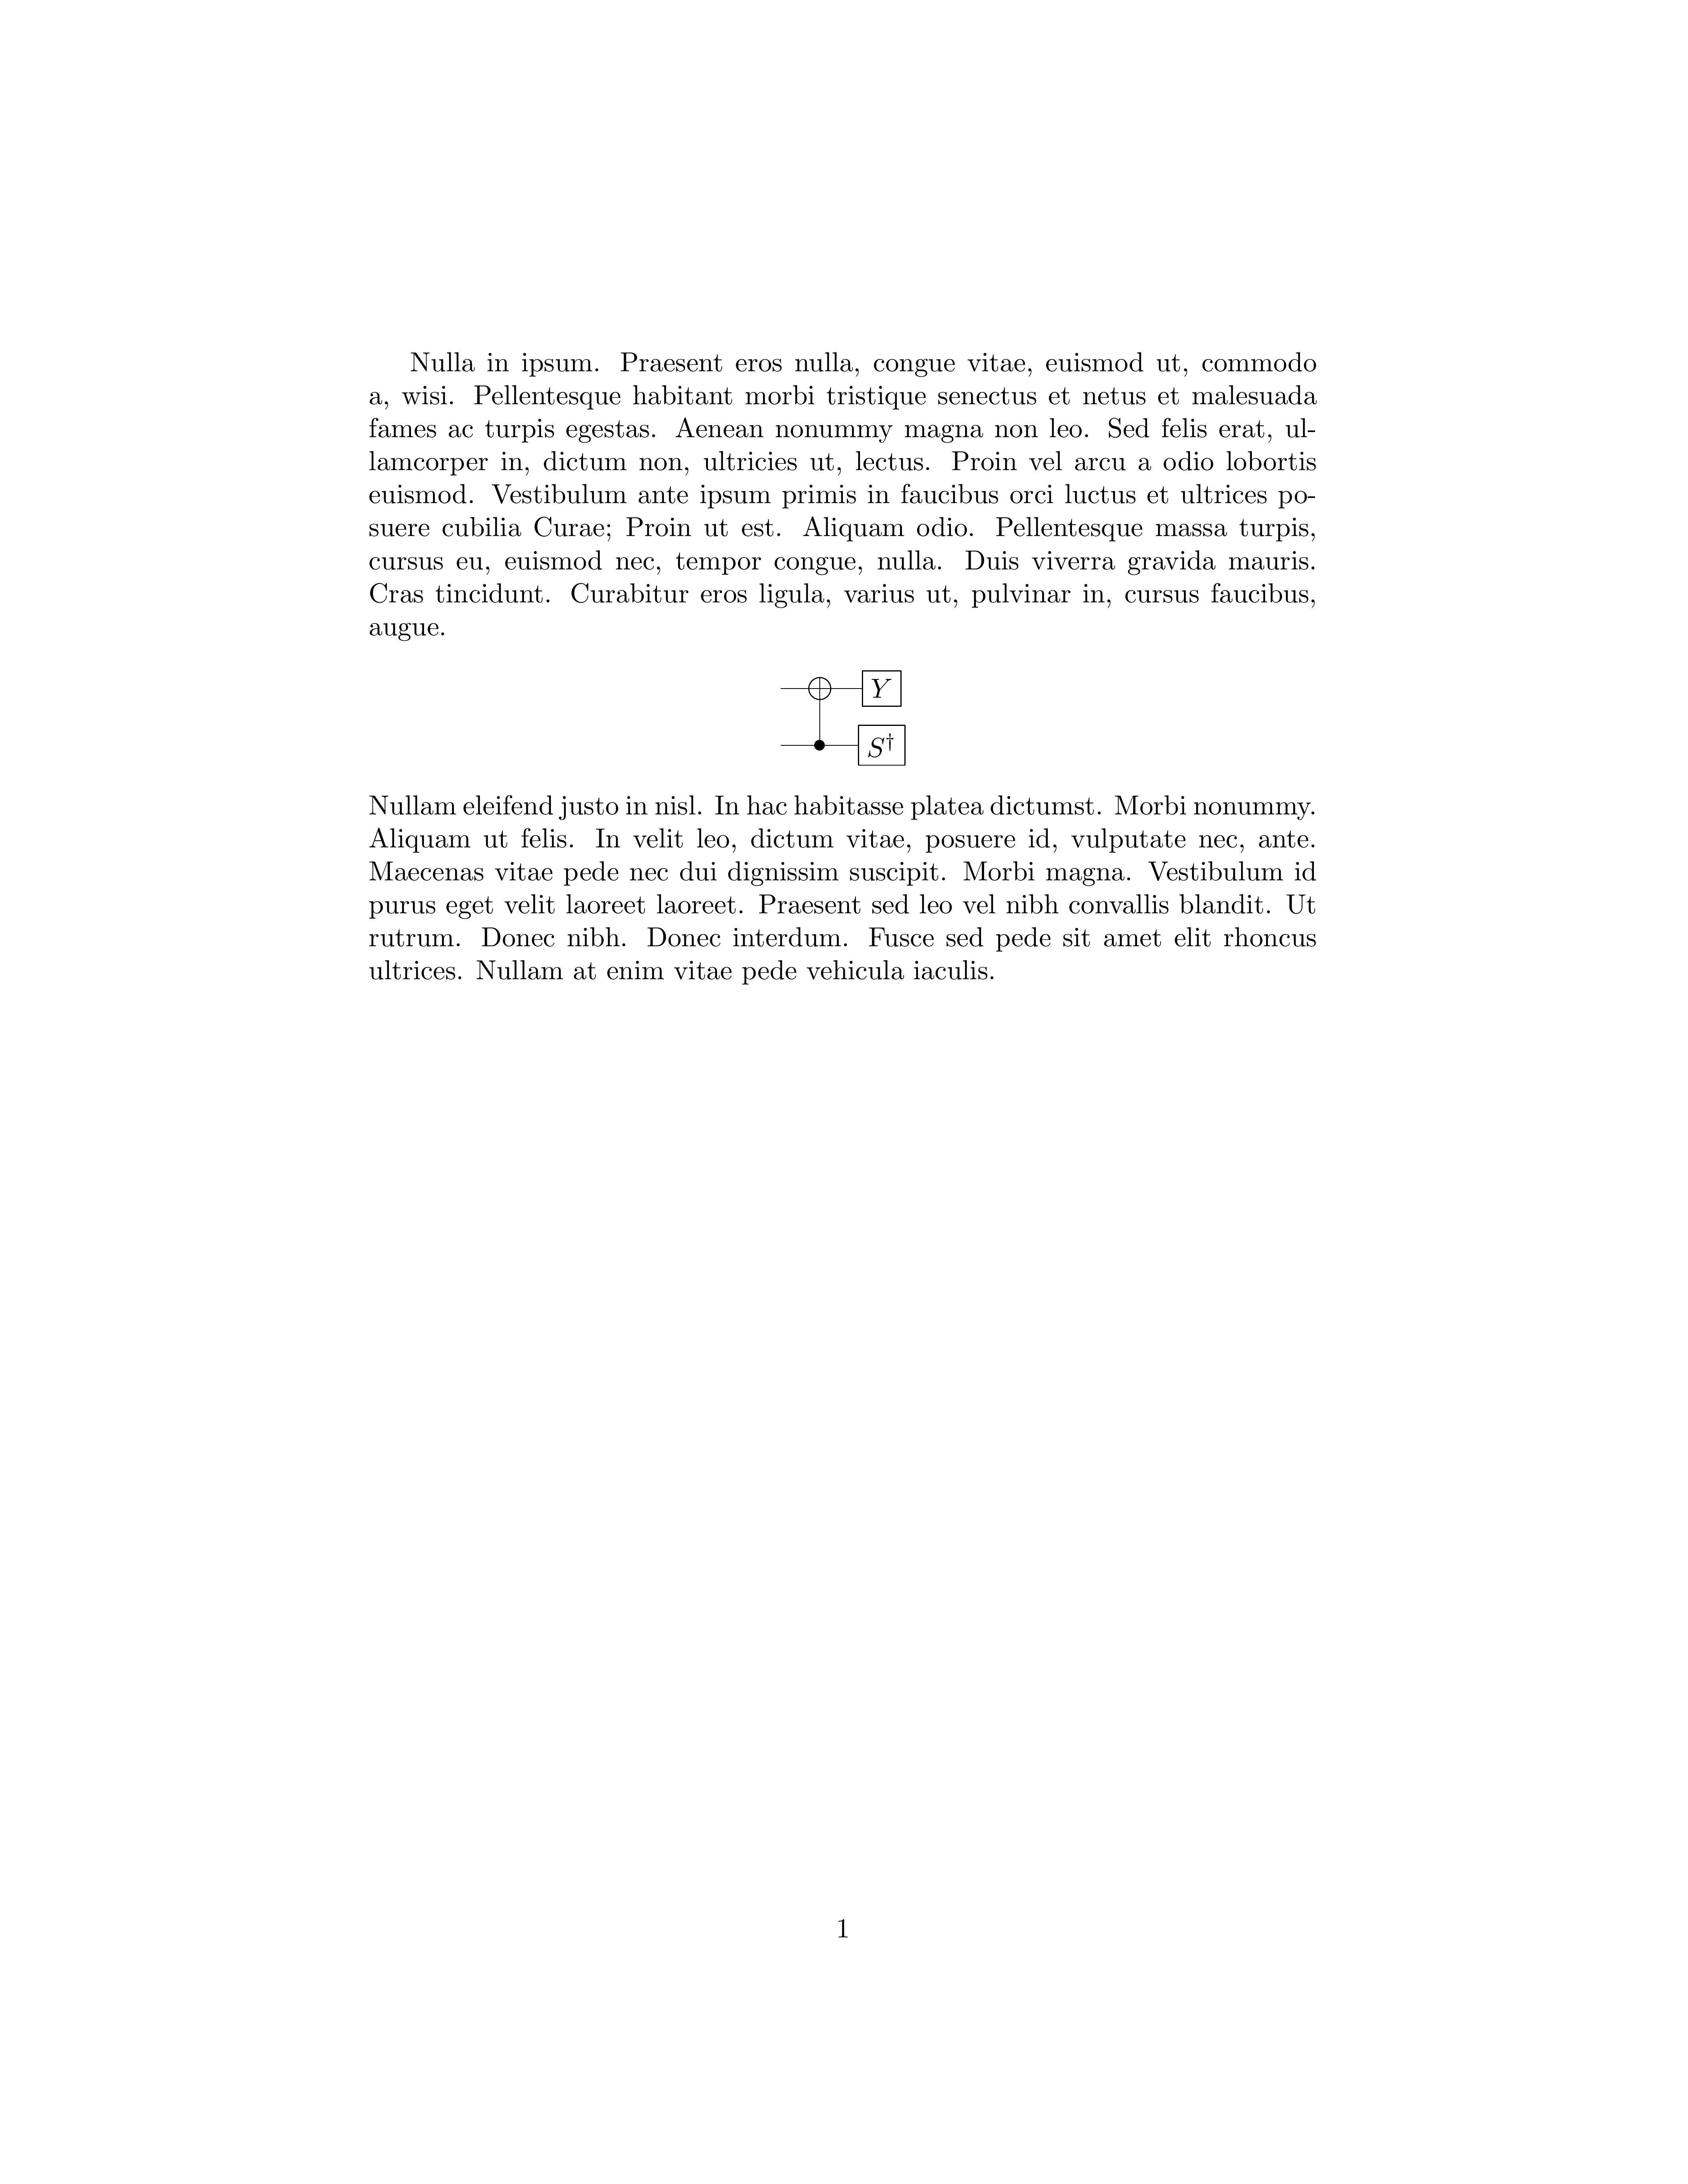 Nulla in ipsum. Praesent eros nulla, congue vitae, euismod ut, commodo
a, wisi. Pellentesque habitant morbi tristique senectus et netus et malesuada
fames ac turpis egestas. Aenean nonummy magna non leo. Sed felis erat, ul-
lamcorper in, dictum non, ultricies ut, lectus. Proin vel arcu a odio lobortis
euismod. Vestibulum ante ipsum primis in faucibus orci luctus et ultrices po-
suere cubilia Curae; Proin ut est. Aliquam odio. Pellentesque massa turpis,
cursus eu, euismod nec, tempor congue, nulla. Duis viverra gravida mauris.
Cras tincidunt. Curabitur eros ligula, varius ut, pulvinar in, cursus faucibus,
augue.
Y
S†
Nullam eleifend justo in nisl. In hac habitasse platea dictumst. Morbi nonummy.
Aliquam ut felis. In velit leo, dictum vitae, posuere id, vulputate nec, ante.
Maecenas vitae pede nec dui dignissim suscipit. Morbi magna. Vestibulum id
purus eget velit laoreet laoreet. Praesent sed leo vel nibh convallis blandit. Ut
rutrum. Donec nibh. Donec interdum. Fusce sed pede sit amet elit rhoncus
ultrices. Nullam at enim vitae pede vehicula iaculis.
1